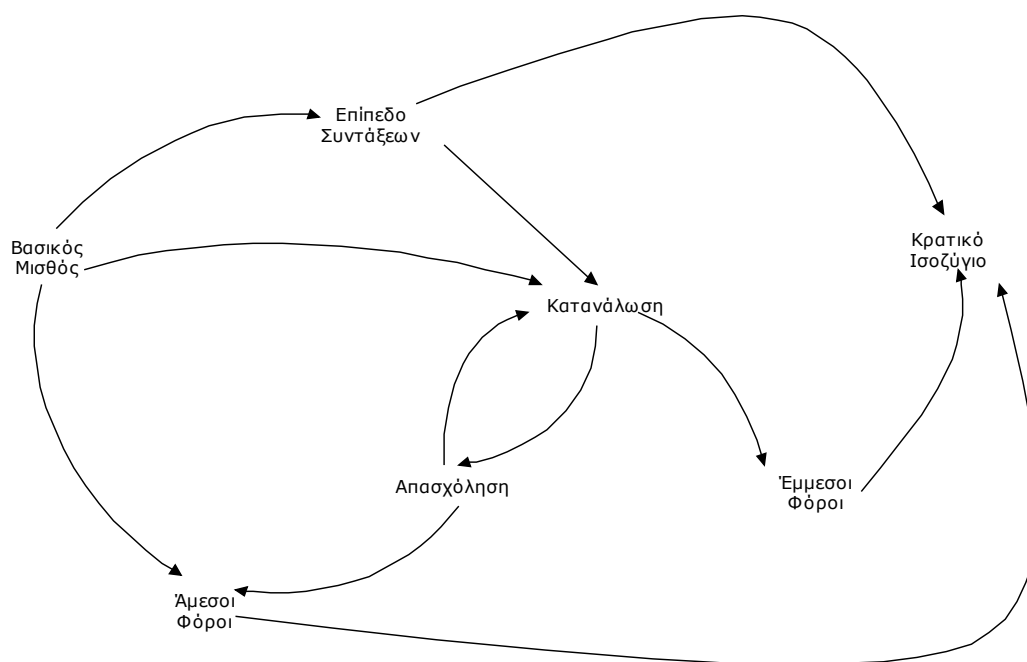 Επίπεδο
Συντάξεων
Βασικός
Μισθός
Κρατικό
Ισοζύγιο
Κατανάλωση
Απασχόληση
Έμμεσοι
Φόροι
Άμεσοι
Φόροι